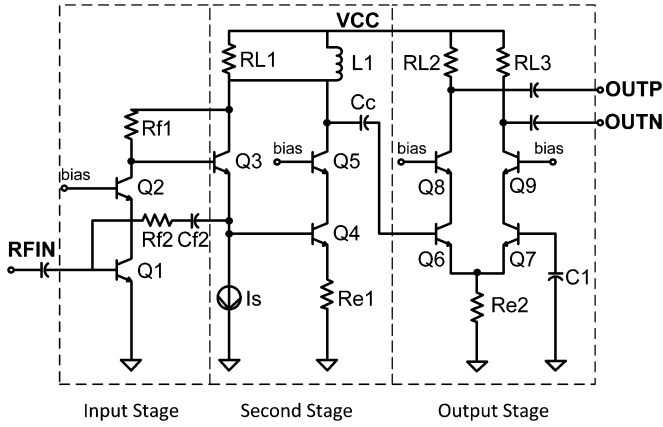 VCC
RL1
L1
RL2
RL3
OUTP
Cc
OUTN
Rf1
bias
Q3
bias
Q5
bias
Q8
bias
Q9
Q2
RFIN
Rf2
Cf2
Q4
Q6
Q7
Q1
Is
Re1
Re2
C1
Input Stage
Second Stage
Output Stage